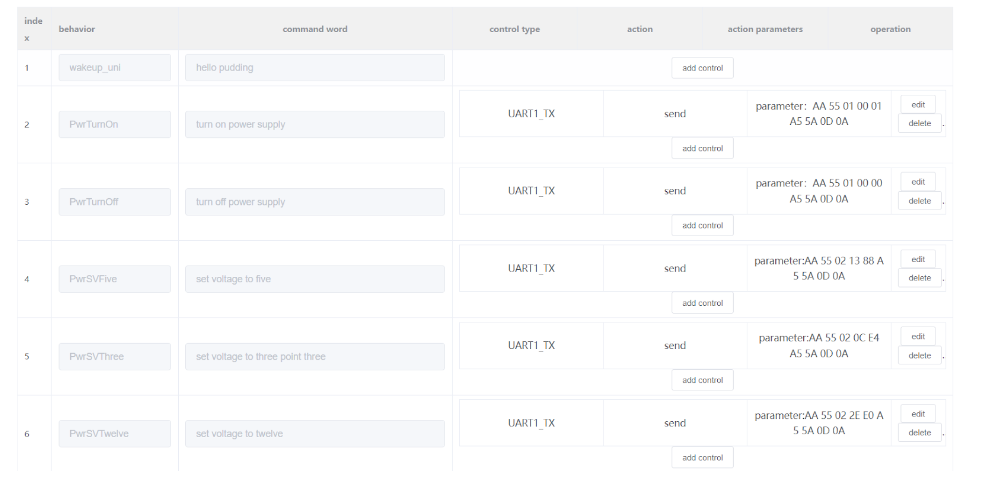 inde
x
behavior
command word
control type
action
action parameters
operation
1
wakeup_uni
hello pudding
add control
2
PwrTurnOn
turn on power supply
UART1_TX
send
parameter: AA 55 01 00 01
A5 5A 0D 0A
edit
delete
.
add control
3
PwrTurnOff
turn off power supply
UART1_TX
send
parameter: AA 55 01 00 00
A5 5A 0D 0A
edit
delete
.
add control
4
PwrSVFive
set voltage to five
UART1_TX
send
parameter:AA 55 02 13 88 A
5 5A 0D 0A
edit
delete
.
add control
5
PwrSVThree
set voltage to three point three
UART1_TX
send
parameter:AA 55 02 0C E4
A5 5A 0D 0A
edit
delete
.
add control
6
PwrSVTwelve
set voltage to twelve
UART1_TX
send
parameter:AA 55 02 2E E0 A
5 5A 0D 0A
edit
delete
.
add control